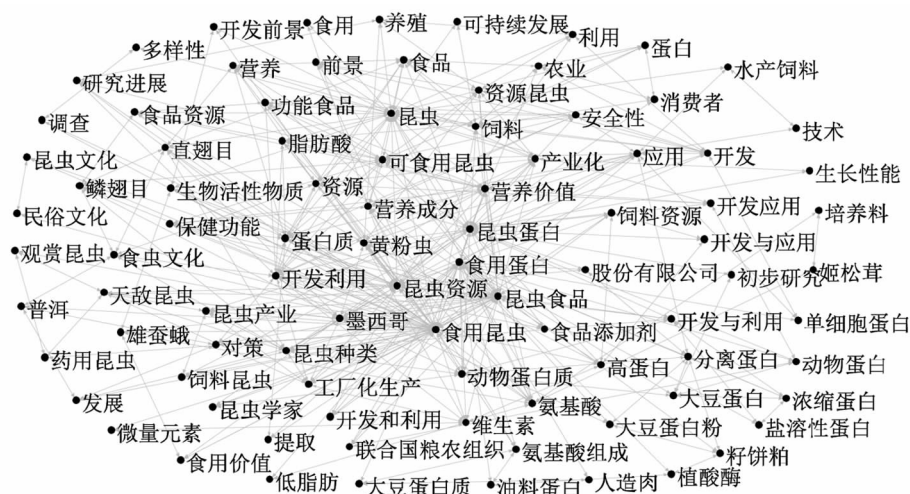 开发前景
食用
养殖
可持续发展
利用
蛋白
多样性
营养
前景
食品
农业
水产饲料
研究进展
食品资源
功能食品
资源昆虫
消费者
调查
昆虫
饲料
安全性
技术
直翅目
脂肪酸
昆虫文化
可食用昆虫
产业化
应用
开发
鳞翅目
生物活性物质
资源
营养价值
生长性能
民俗文化
保健功能
营养成分
饲料资源
开发应用
培养料
观赏昆虫
食虫文化
蛋白质
黄粉虫
昆虫蛋白
开发与应用
开发利用
食用蛋白
股份有限公司
初步研究
姬松茸
普洱
天敌昆虫
昆虫资源
昆虫食品
雄蚕蛾
昆虫产业
墨西哥
食用昆虫
食品添加剂
开发与利用
单细胞蛋白
药用昆虫
对策
昆虫种类
动物蛋白质
高蛋白
分离蛋白
动物蛋白
发展
饲料昆虫
工厂化生产
昆虫学家
开发和利用
维生素
氨基酸
大豆蛋白
浓缩蛋白
微量元素
提取
联合国粮农组织
氨基酸组成
大豆蛋白粉
盐溶性蛋白
食用价值
低脂肪
大豆蛋白质
油料蛋白
人造肉
植酸酶
籽饼粕